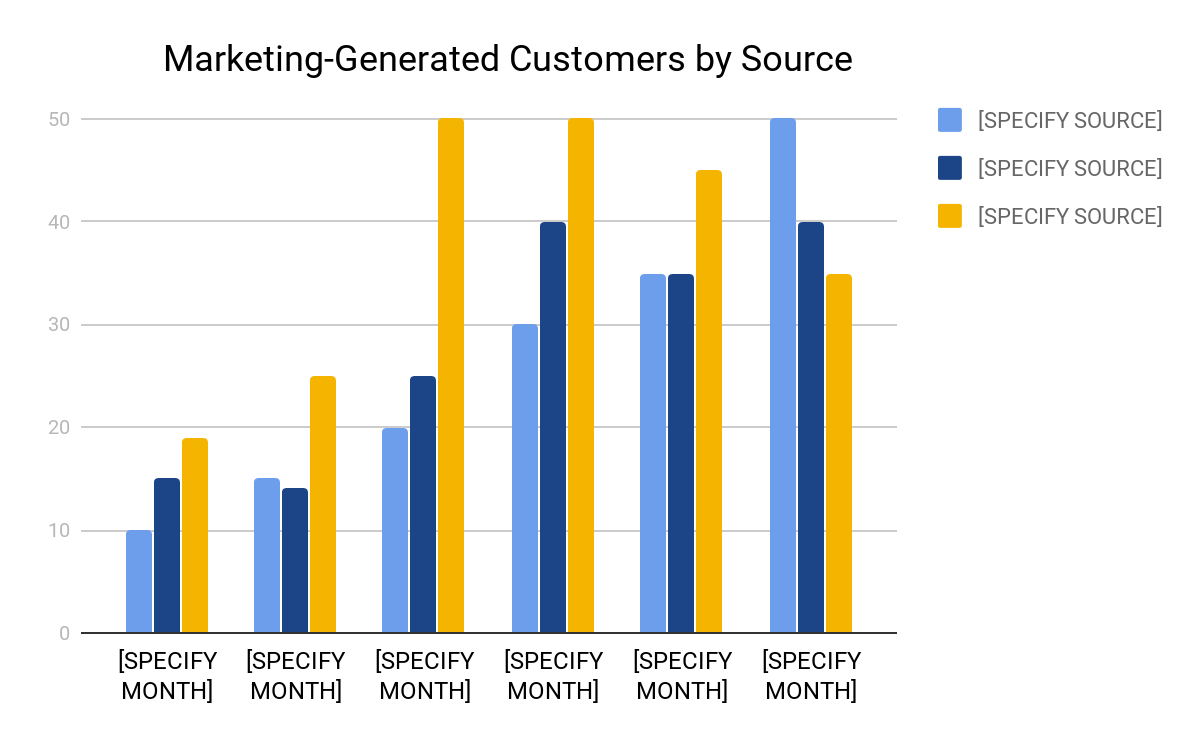 Marketing-Generated Customers by Source
50
40
30
20
10
0
[SPECIFY SOURCE]
[SPECIFY SOURCE]
[SPECIFY SOURCE]
[SPECIFY [SPECIFY [SPECIFY [SPECIFY [SPECIFY [SPECIFY
MONTH] MONTH] MONTH] MONTH] MONTH] MONTH]